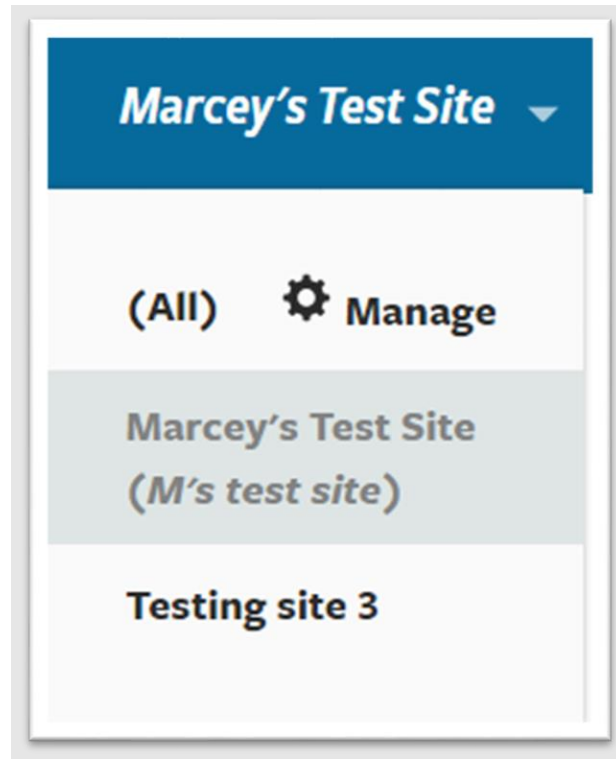 Marcey's Test Site
(All) Manage
Marcey's Test Site
(M's test site)
Testing site 3